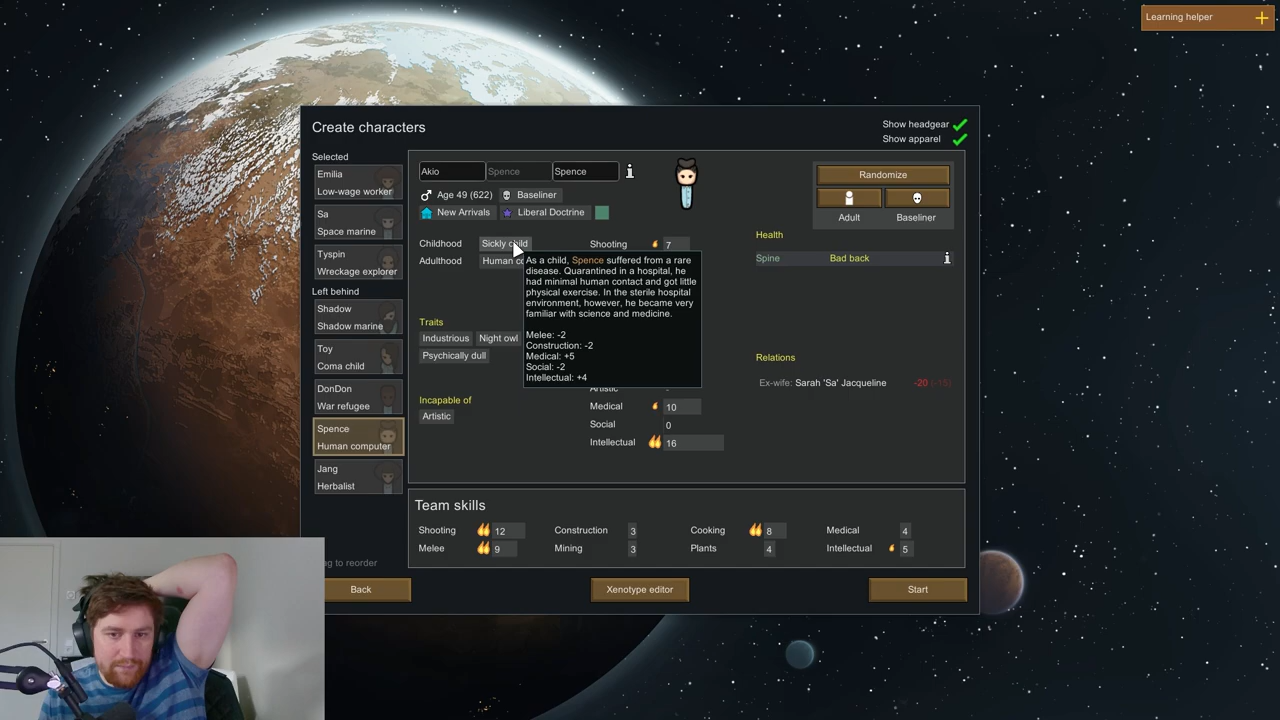 Learning helper
Create characters
Show headgear
Show apparel
Selected
Emilia
Low-wage worker
Sa
Space marine
Tyspin
Wreckage explorer
Left behind
Shadow
Shadow marine
Toy
Coma child
DonDon
War refugee
Spence
Human computer
Jang
Herbalist
Akio
Spence
Spence
Age 49 (622)
Baseliner
New Arrivals
Liberal Doctrine
Randomize
Adult
Baseliner
Childhood
Sickly child
Adulthood
Human co
Shooting
7
As a child, Spence suffered from a rare
disease. Quarantined in a hospital, he
had minimal human contact and got little
physical exercise. In the sterile hospital
environment, however, he became very
familiar with science and medicine.
Melee: -2
Construction: -2
Medical: +5
Social: -2
Intellectual: +4
Traits
Industrious
Night owl
Psychically dull
Incapable of
Artistic
Artistic
-
Medical
10
Social
0
Intellectual
16
Health
Spine
Bad back
Relations
Ex-wife: Sarah 'Sa' Jacqueline
-20 (-15)
Team skills
Shooting 12
Construction 3
Cooking 8
Medical 4
Melee 9
Mining 3
Plants 4
Intellectual 5
ag to reorder
Back
Xenotype editor
Start